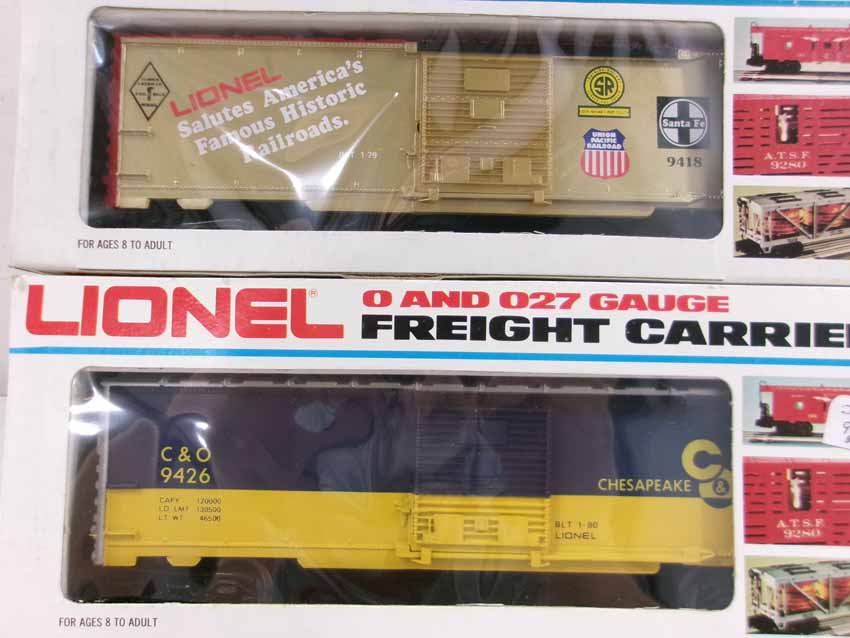 LIONEL
Salutes America's
Famous Historic
Railroads.
BLT 1-79
SR
UNION
PACIFIC
RAILROAD
Santa Fe
9418
A.T.S.F.
9280
FOR AGES 8 TO ADULT
LIONEL®
O AND O27 GAUGE
FREIGHT CARRIE
C & O
9426
CAPY 120000
LD LMT 130500
LT WT 46500
CHESAPEAKE
C &
BLT 1-80
LIONEL
A.T.S.F.
9280
FOR AGES 8 TO ADULT